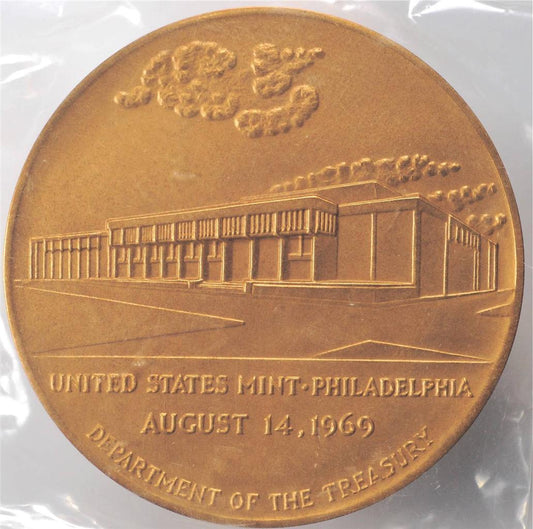 UNITED STATES MINT·PHILADELPHIA
AUGUST 14, 1969
DEPARTMENT OF THE TREASURY